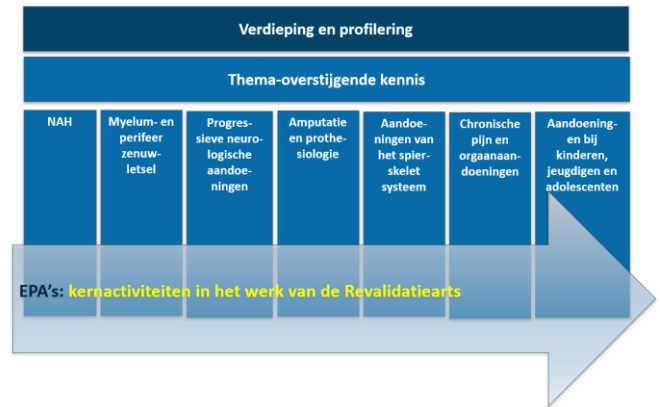 Verdieping en profilering
Thema-overstijgende kennis
NAH
Myelum- en
perifeer
zenuw-
letsel
Progres-
sieve neuro-
logische
aandoe-
ningen
Amputatie
en prothe-
siologie
Aandoe-
ningen van
het spier-
skelet
systeem
Chronische
pijn en
orgaanaan-
doeningen
Aandoening-
en bij
kinderen,
jeugdigen en
adolescenten
EPA's: kernactiviteiten in het werk van de Revalidatiearts